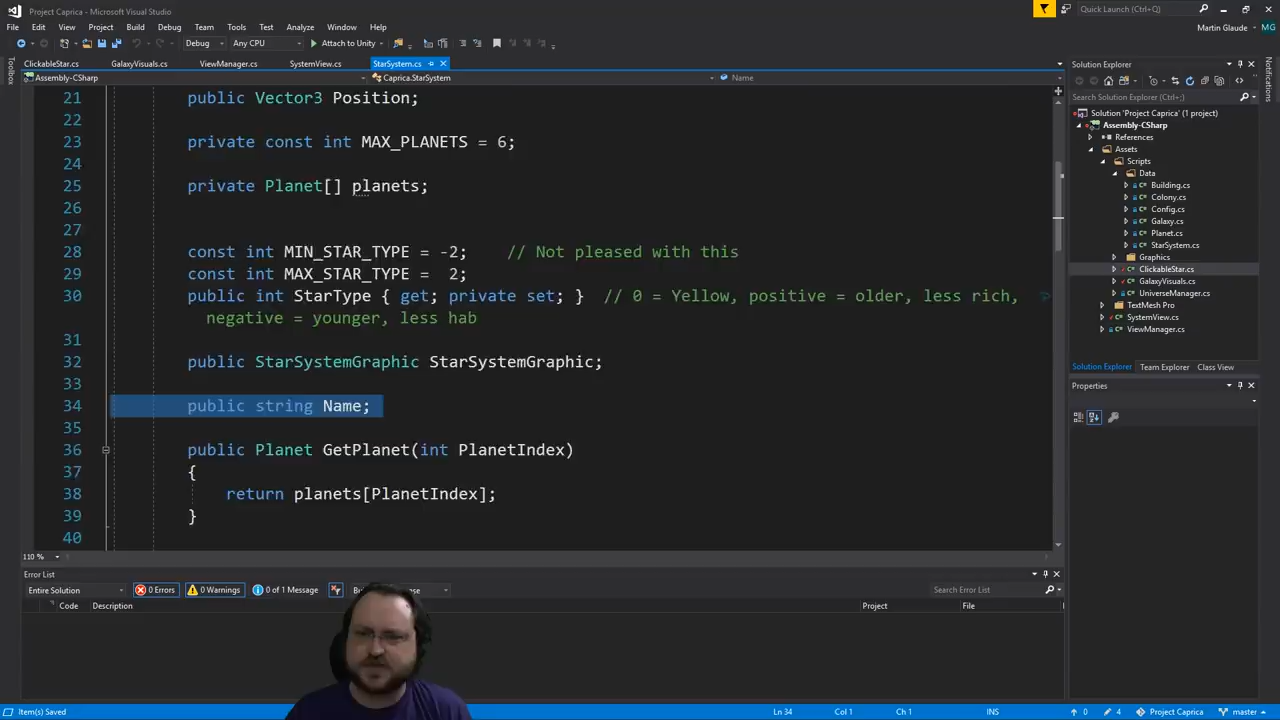 Project Caprica - Microsoft Visual Studio
Quick Launch (Ctrl+Q)
File Edit View Project Build Debug Team Tools Test Analyze Window Help
Martin Glaude MG
Debug Any CPU Attach to Unity
ClickableStar.cs GalaxyVisuals.cs ViewManager.cs SystemView.cs StarSystem.cs
Assembly-CSharp Caprica.StarSystem Name
Toolbox
Notifications
21 public Vector3 Position;
22
23 private const int MAX_PLANETS = 6;
24
25 private Planet[] planets;
26
27
28 const int MIN_STAR_TYPE = -2; // Not pleased with this
29 const int MAX_STAR_TYPE = 2;
30 public int StarType { get; private set; } // 0 = Yellow, positive = older, less rich,
negative = younger, less hab
31
32 public StarSystemGraphic StarSystemGraphic;
33
34 public string Name;
35
36 public Planet GetPlanet(int PlanetIndex)
37 {
38 return planets[PlanetIndex];
39 }
40
110 %
Solution Explorer
Search Solution Explorer (Ctrl+;)
Solution 'Project Caprica' (1 project)
Assembly-CSharp
References
Assets
Scripts
Data
Building.cs
Colony.cs
Config.cs
Galaxy.cs
Planet.cs
StarSystem.cs
Graphics
ClickableStar.cs
GalaxyVisuals.cs
UniverseManager.cs
TextMesh Pro
SystemView.cs
ViewManager.cs
Solution Explorer Team Explorer Class View
Properties
Error List
Entire Solution 0 Errors 0 Warnings 0 of 1 Message
Search Error List
Code Description Project File
Item(s) Saved Ln 34 Col 1 Ch 1 INS 0 4 Project Caprica master